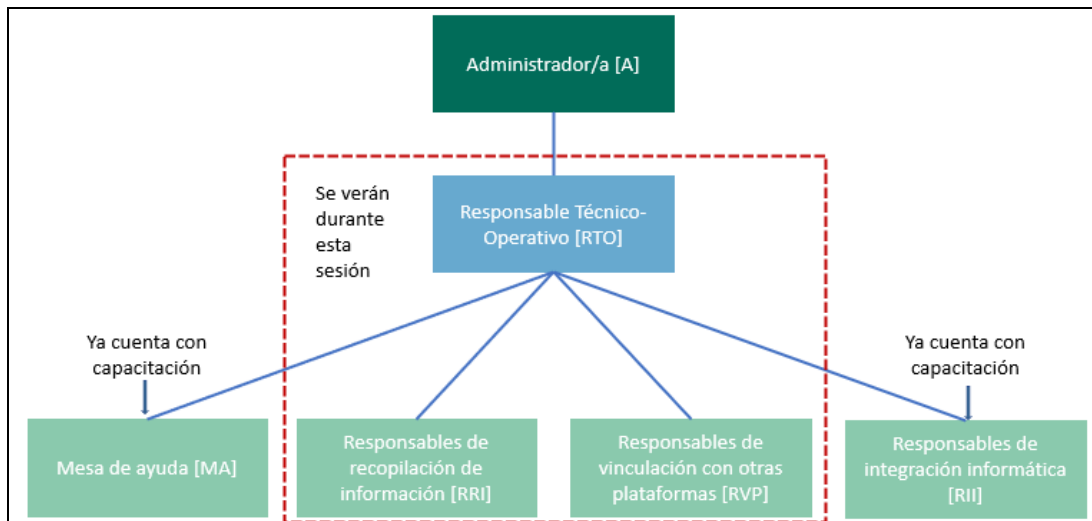 Administrador/a [A]
Se verán
durante
esta
sesión
Responsable Técnico-
Operativo [RTO]
Ya cuenta con
capacitación
Ya cuenta con
capacitación
Mesa de ayuda [MA]
Responsables de
recopilación de
información [RRI]
Responsables de
vinculación con otras
plataformas [RVP]
Responsables de
integración informática
[RII]